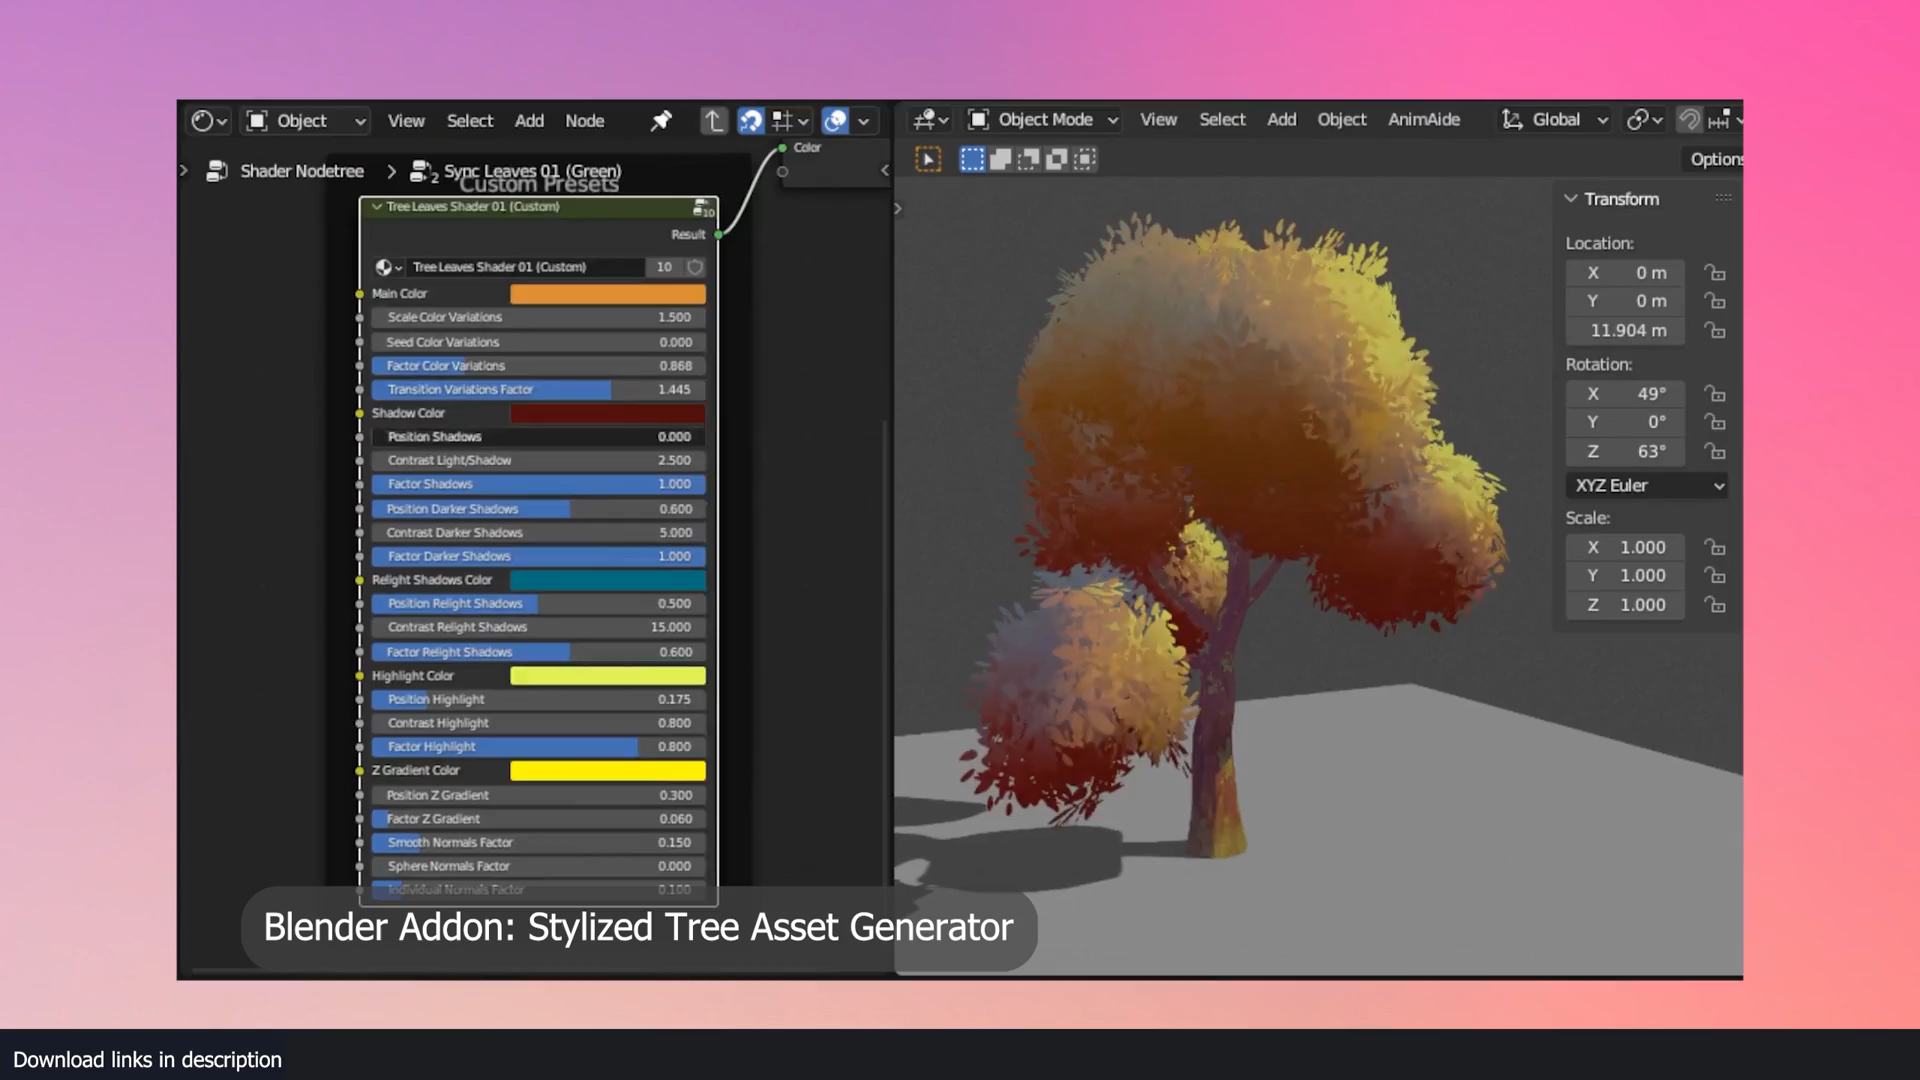 Object
View
Select
Add
Node
Shader Nodetree
2 Sync Leaves 01 (Green)
Custom Presets
Tree Leaves Shader 01 (Custom)
10
Result
Color
Tree Leaves Shader 01 (Custom) 10
Main Color
Scale Color Variations 1.500
Seed Color Variations 0.000
Factor Color Variations 0.868
Transition Variations Factor 1.445
Shadow Color
Position Shadows 0.000
Contrast Light/Shadow 2.500
Factor Shadows 1.000
Position Darker Shadows 0.600
Contrast Darker Shadows 5.000
Factor Darker Shadows 1.000
Relight Shadows Color
Position Relight Shadows 0.500
Contrast Relight Shadows 15.000
Factor Relight Shadows 0.600
Highlight Color
Position Highlight 0.175
Contrast Highlight 0.800
Factor Highlight 0.800
Z Gradient Color
Position Z Gradient 0.300
Factor Z Gradient 0.060
Smooth Normals Factor 0.150
Sphere Normals Factor 0.000
Individual Normals Factor 0.100
Object Mode
View
Select
Add
Object
AnimAide
Global
Options
Transform
Location:
X 0 m
Y 0 m
11.904 m
Rotation:
X 49°
Y 0°
Z 63°
XYZ Euler
Scale:
X 1.000
Y 1.000
Z 1.000
Blender Addon: Stylized Tree Asset Generator
Download links in description